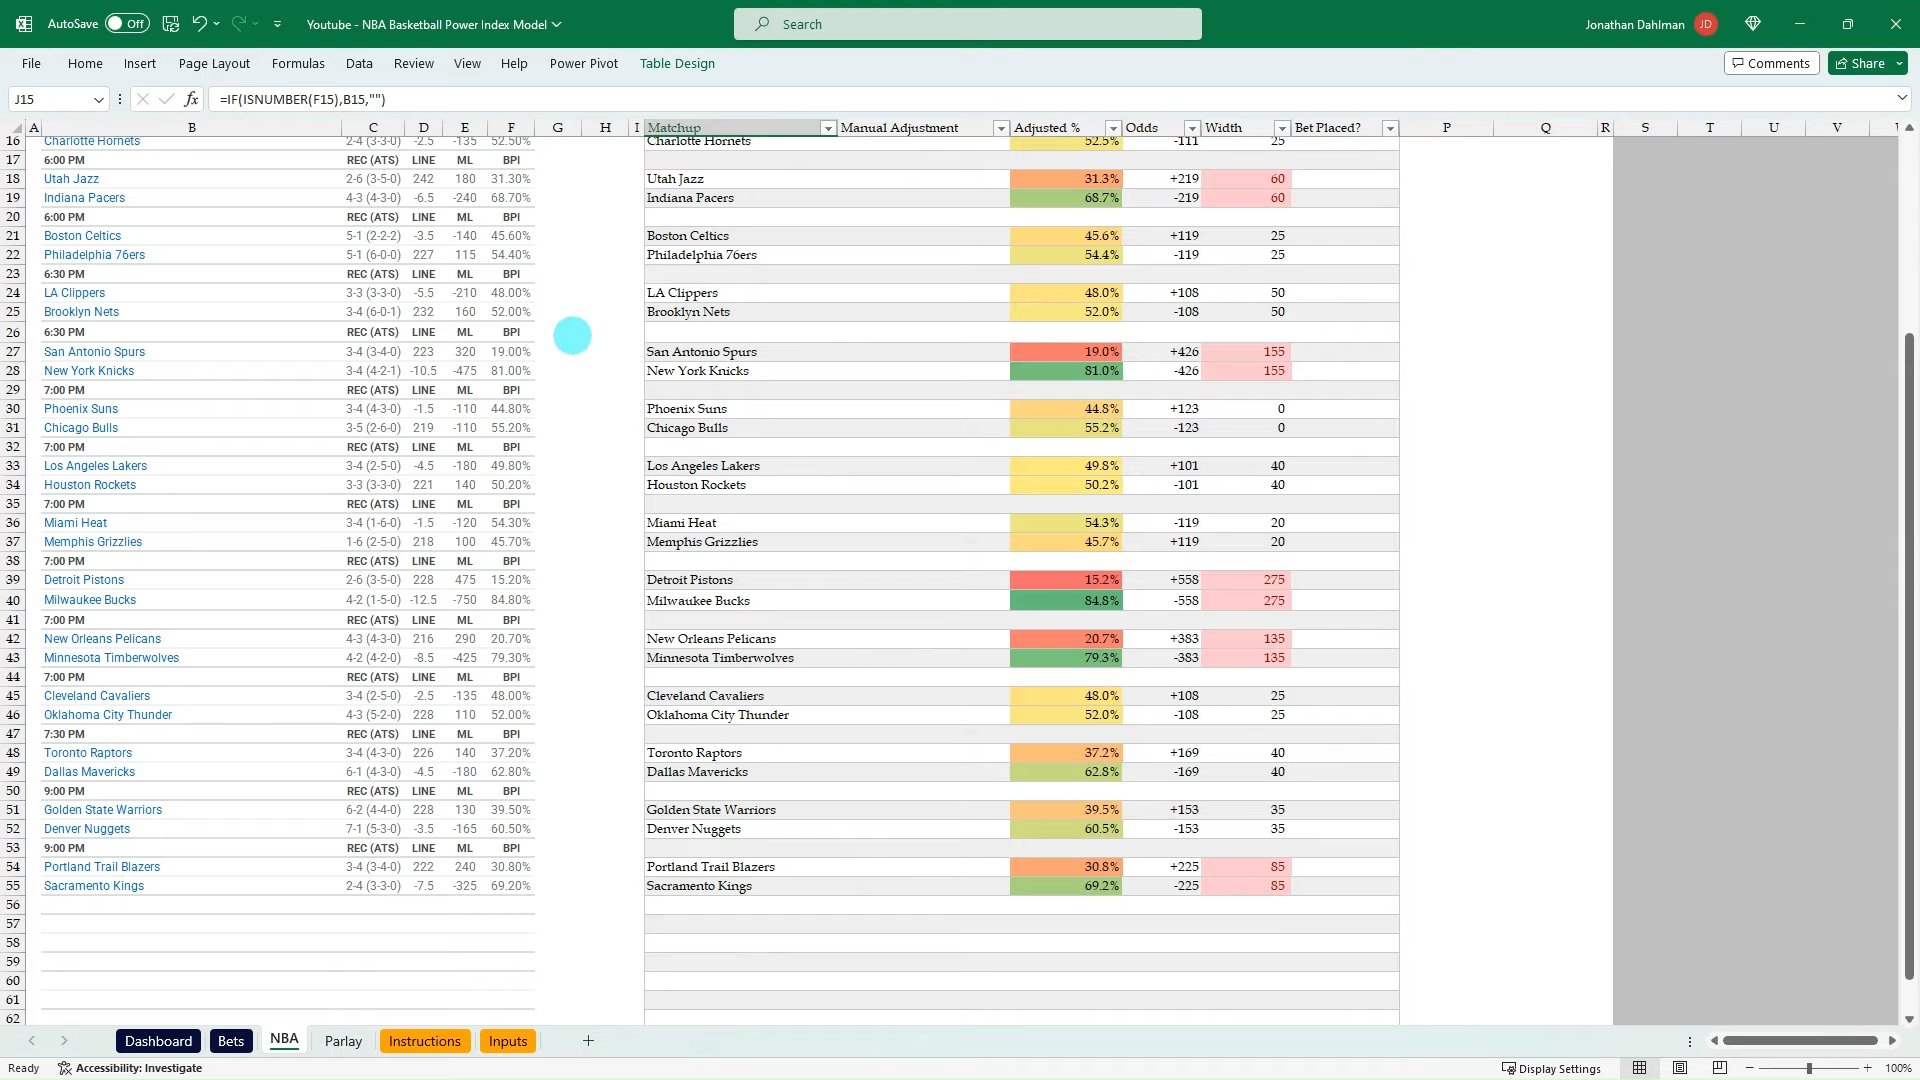 AutoSave Off Youtube - NBA Basketball Power Index Model Search Jonathan Dahlman JD
File Home Insert Page Layout Formulas Data Review View Help Power Pivot Table Design Comments Share
J15 fx =IF(ISNUMBER(F15),B15,"")
A B C D E F G H I Matchup Manual Adjustment Adjusted % Odds Width Bet Placed? P Q R S T U V
16 Charlotte Hornets 2-4 (3-3-0) -2.5 -135 52.50% Charlotte Hornets 52.5% -111 25
17 6:00 PM REC (ATS) LINE ML BPI
18 Utah Jazz 2-6 (3-5-0) 242 180 31.30% Utah Jazz 31.3% +219 60
19 Indiana Pacers 4-3 (4-3-0) -6.5 -240 68.70% Indiana Pacers 68.7% -219 60
20 6:00 PM REC (ATS) LINE ML BPI
21 Boston Celtics 5-1 (2-2-2) -3.5 -140 45.60% Boston Celtics 45.6% +119 25
22 Philadelphia 76ers 5-1 (6-0-0) 227 115 54.40% Philadelphia 76ers 54.4% -119 25
23 6:30 PM REC (ATS) LINE ML BPI
24 LA Clippers 3-3 (3-3-0) -5.5 -210 48.00% LA Clippers 48.0% +108 50
25 Brooklyn Nets 3-4 (6-0-1) 232 160 52.00% Brooklyn Nets 52.0% -108 50
26 6:30 PM REC (ATS) LINE ML BPI
27 San Antonio Spurs 3-4 (3-4-0) 223 320 19.00% San Antonio Spurs 19.0% +426 155
28 New York Knicks 3-4 (4-2-1) -10.5 -475 81.00% New York Knicks 81.0% -426 155
29 7:00 PM REC (ATS) LINE ML BPI
30 Phoenix Suns 3-4 (4-3-0) -1.5 -110 44.80% Phoenix Suns 44.8% +123 0
31 Chicago Bulls 3-5 (2-6-0) 219 -110 55.20% Chicago Bulls 55.2% -123 0
32 7:00 PM REC (ATS) LINE ML BPI
33 Los Angeles Lakers 3-4 (2-5-0) -4.5 -180 49.80% Los Angeles Lakers 49.8% +101 40
34 Houston Rockets 3-3 (3-3-0) 221 140 50.20% Houston Rockets 50.2% -101 40
35 7:00 PM REC (ATS) LINE ML BPI
36 Miami Heat 3-4 (1-6-0) -1.5 -120 54.30% Miami Heat 54.3% -119 20
37 Memphis Grizzlies 1-6 (2-5-0) 218 100 45.70% Memphis Grizzlies 45.7% +119 20
38 7:00 PM REC (ATS) LINE ML BPI
39 Detroit Pistons 2-6 (3-5-0) 228 475 15.20% Detroit Pistons 15.2% +558 275
40 Milwaukee Bucks 4-2 (1-5-0) -12.5 -750 84.80% Milwaukee Bucks 84.8% -558 275
41 7:00 PM REC (ATS) LINE ML BPI
42 New Orleans Pelicans 4-3 (4-3-0) 216 290 20.70% New Orleans Pelicans 20.7% +383 135
43 Minnesota Timberwolves 4-2 (4-2-0) -8.5 -425 79.30% Minnesota Timberwolves 79.3% -383 135
44 7:00 PM REC (ATS) LINE ML BPI
45 Cleveland Cavaliers 3-4 (2-5-0) -2.5 -135 48.00% Cleveland Cavaliers 48.0% +108 25
46 Oklahoma City Thunder 4-3 (5-2-0) 228 110 52.00% Oklahoma City Thunder 52.0% -108 25
47 7:30 PM REC (ATS) LINE ML BPI
48 Toronto Raptors 3-4 (4-3-0) 226 140 37.20% Toronto Raptors 37.2% +169 40
49 Dallas Mavericks 6-1 (4-3-0) -4.5 -180 62.80% Dallas Mavericks 62.8% -169 40
50 9:00 PM REC (ATS) LINE ML BPI
51 Golden State Warriors 6-2 (4-4-0) 228 130 39.50% Golden State Warriors 39.5% +153 35
52 Denver Nuggets 7-1 (5-3-0) -3.5 -165 60.50% Denver Nuggets 60.5% -153 35
53 9:00 PM REC (ATS) LINE ML BPI
54 Portland Trail Blazers 3-4 (3-4-0) 222 240 30.80% Portland Trail Blazers 30.8% +225 85
55 Sacramento Kings 2-4 (3-3-0) -7.5 -325 69.20% Sacramento Kings 69.2% -225 85
56
57
58
59
60
61
62
Dashboard Bets NBA Parlay Instructions Inputs
Ready Accessibility: Investigate Display Settings 100%